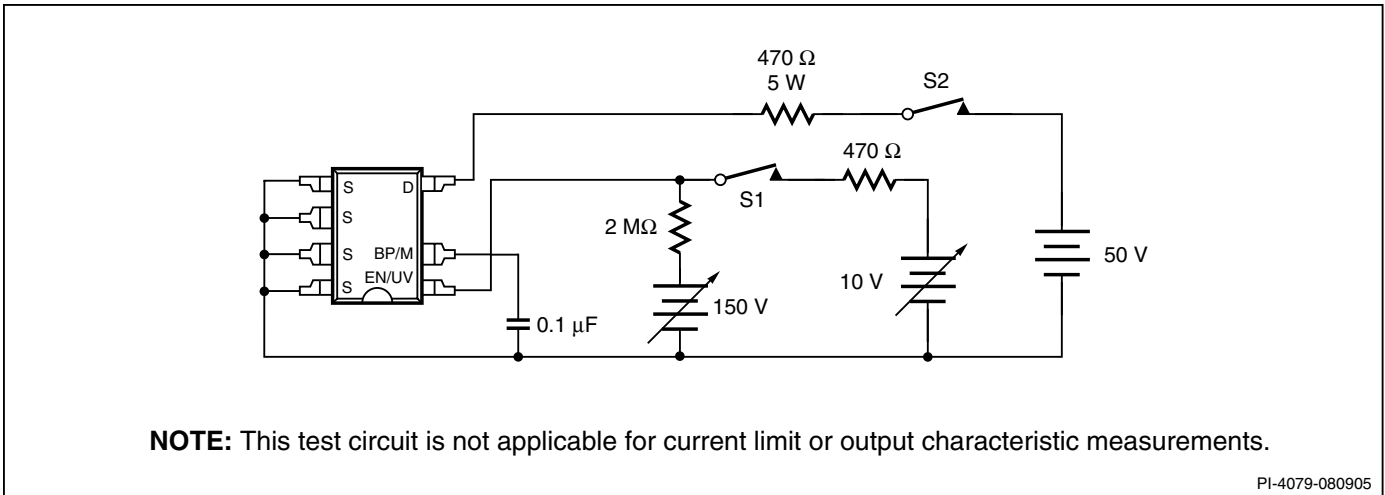 470 Ω
5 W
S2
470 Ω
S1
S D
S
2 MΩ
S BP/M
EN/UV
S
50 V
10 V
150 V
0.1 µF
NOTE: This test circuit is not applicable for current limit or output characteristic measurements.
PI-4079-080905